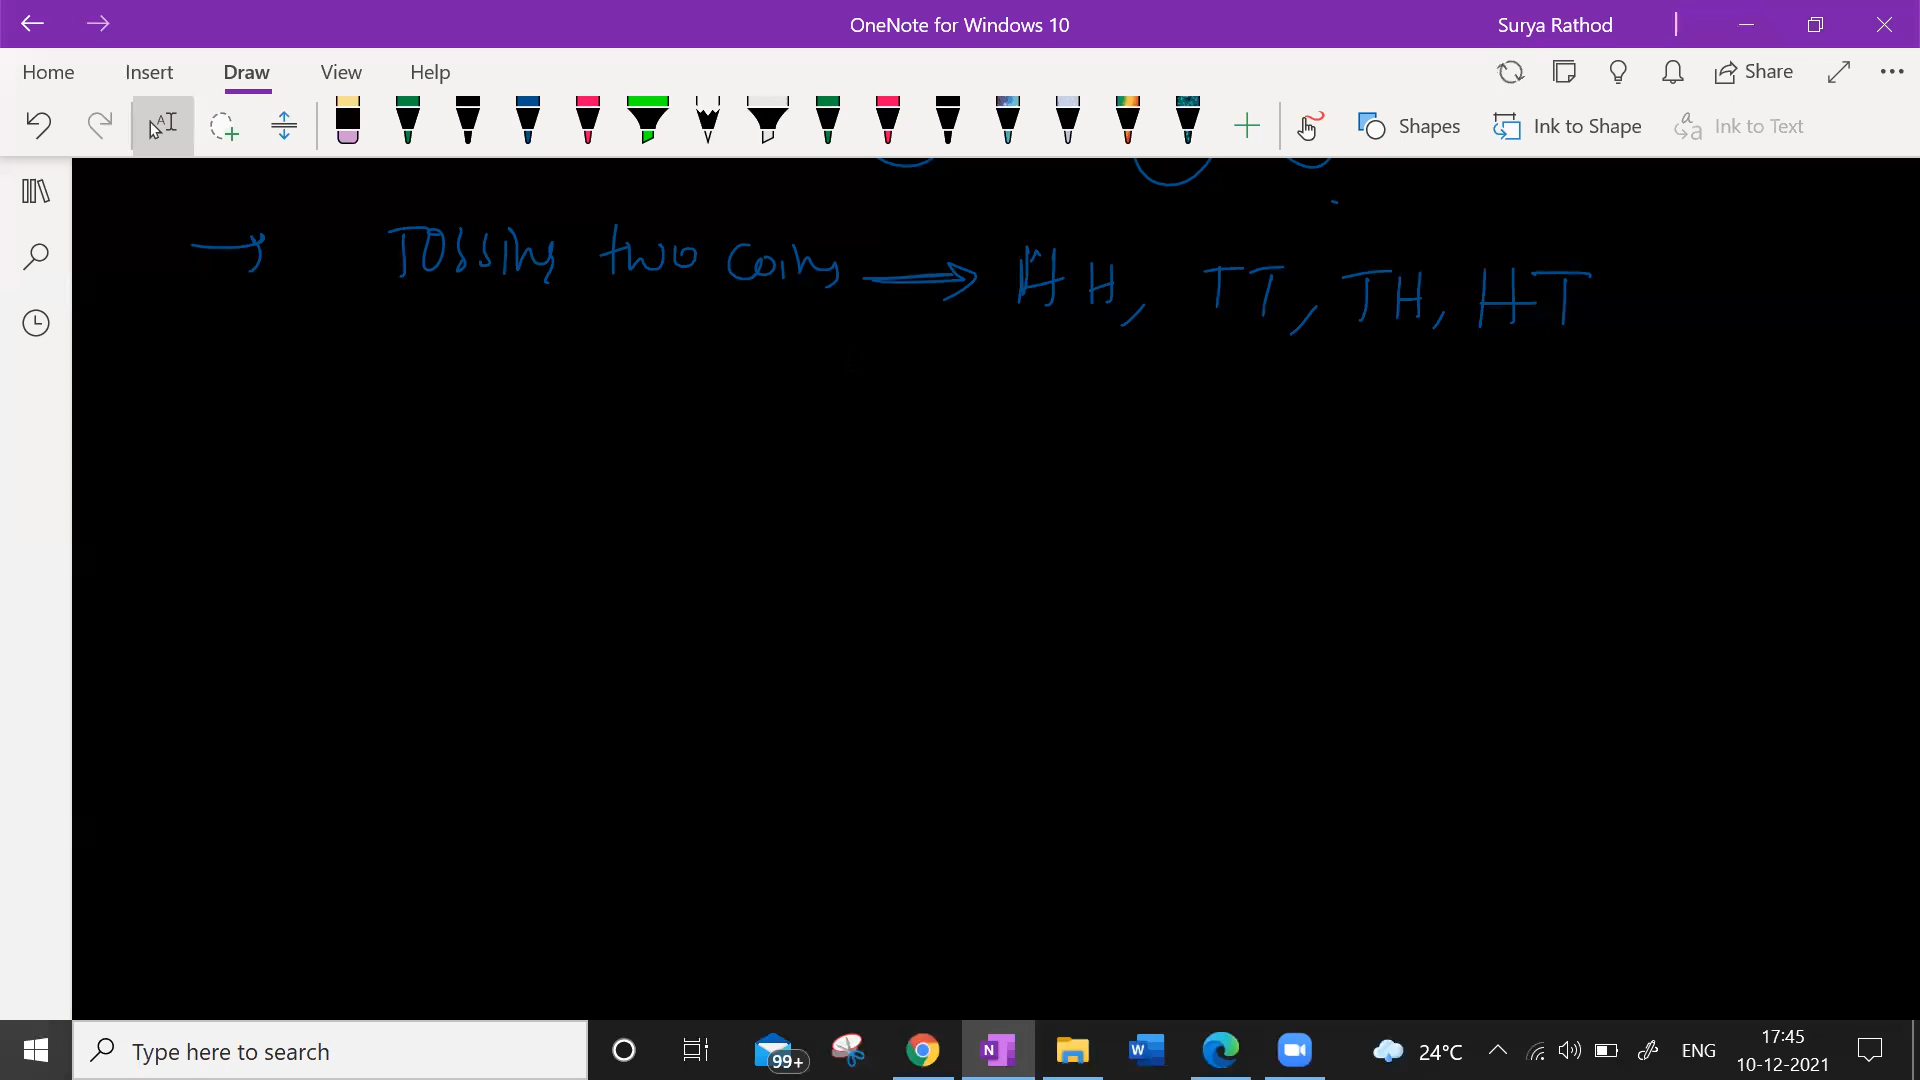 OneNote for Windows 10 Surya Rathod
Home Insert Draw View Help Share
Shapes Ink to Shape Ink to Text
→ Tossing two coins ⟹ HH, TT, TH, HT
Type here to search 99+ 24°C ENG 17:45
10-12-2021